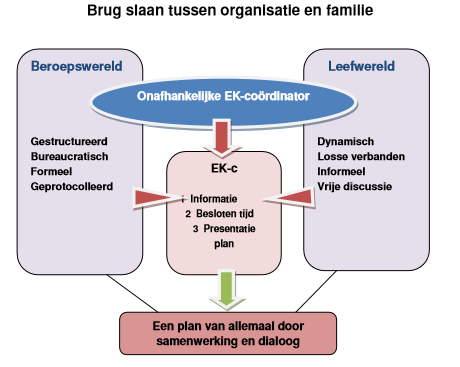 Brug slaan tussen organisatie en familie
Beroepswereld
Leefwereld
Onafhankelijke EK-coördinator
Gestructureerd
Bureaucratisch
Formeel
Geprotocolleerd
EK-c
1 Informatie
2 Besloten tijd
3 Presentatie
plan
Dynamisch
Losse verbanden
Informeel
Vrije discussie
Een plan van allemaal door
samenwerking en dialoog